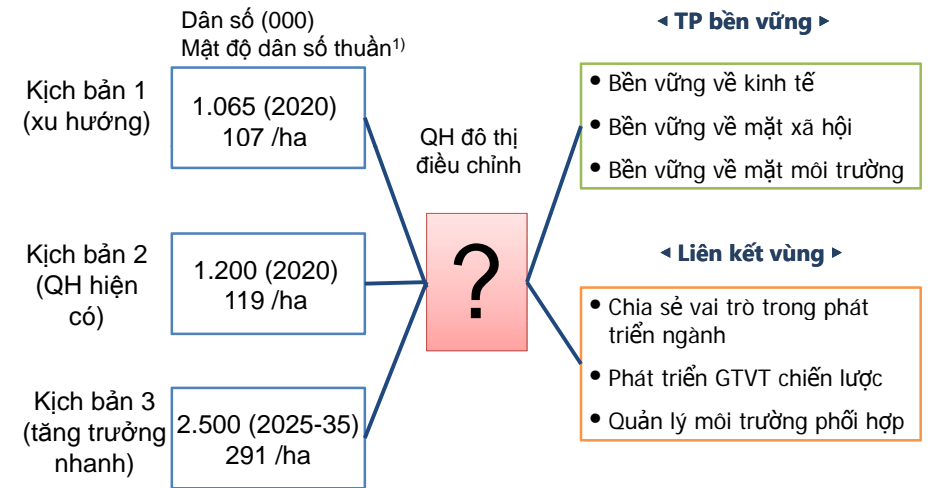 Dân số (000)
Mật độ dân số thuần1)
Kịch bản 1
(xu hướng)
1.065 (2020)
107 /ha
Kịch bản 2
(QH hiện
có)
1.200 (2020)
119 /ha
Kịch bản 3
(tăng trưởng
nhanh)
2.500 (2025-35)
291 /ha
QH đô thị
điều chỉnh
?
◄ TP bền vững ►
• Bền vững về kinh tế
• Bền vững về mặt xã hội
• Bền vững về mặt môi trường
◄ Liên kết vùng ►
• Chia sẻ vai trò trong phát
triển ngành
• Phát triển GTVT chiến lược
• Quản lý môi trường phối hợp